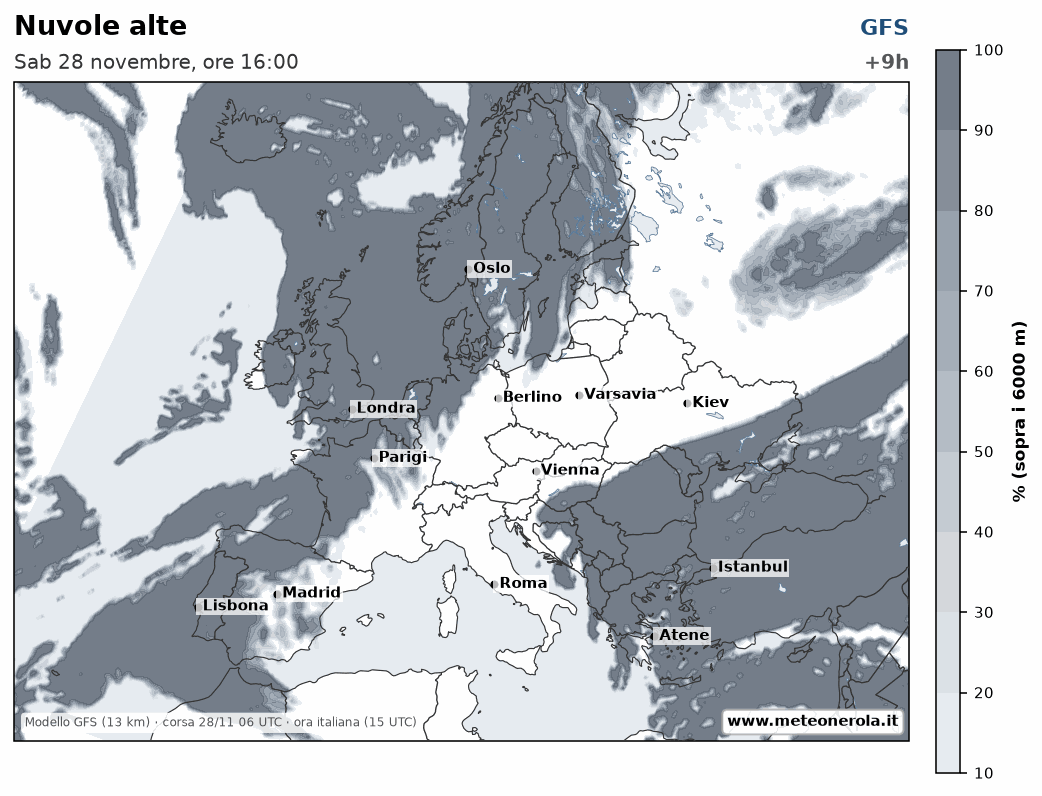 Nuvole alte
GFS
Sab 28 novembre, ore 16:00
+9h
Oslo
Berlino
Varsavia
Kiev
Londra
Parigi
Vienna
Istanbul
Roma
Madrid
Lisbona
Atene
Modello GFS (13 km) · corsa 28/11 06 UTC · ora italiana (15 UTC)
www.meteonerola.it
100
90
80
70
60
50
40
30
20
10
% (sopra i 6000 m)